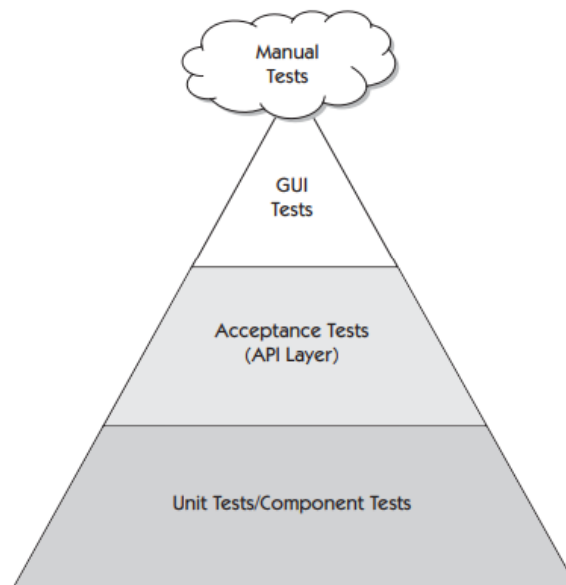 Manual
Tests
GUI
Tests
Acceptance Tests
(API Layer)
Unit Tests/Component Tests